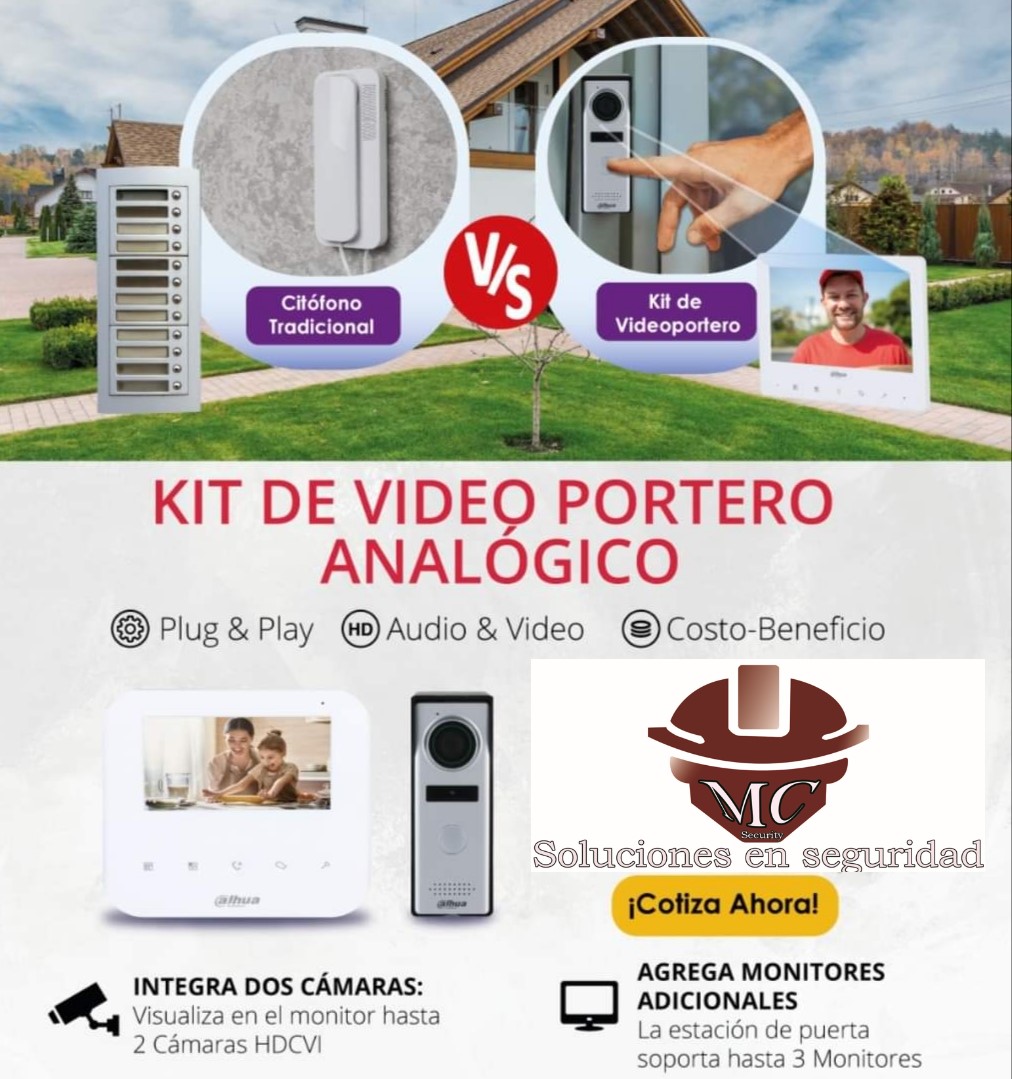 Citófono
Tradicional
V/S
alhua
Kit de
Videoportero
alhua
KIT DE VIDEO PORTERO
ANALÓGICO
Plug & Play
HD
Audio & Video
Costo-Beneficio
MC
Security
Soluciones en seguridad
alhua
alhua
¡Cotiza Ahora!
INTEGRA DOS CÁMARAS:
Visualiza en el monitor hasta
2 Cámaras HDCVI
AGREGA MONITORES
ADICIONALES
La estación de puerta
soporta hasta 3 Monitores